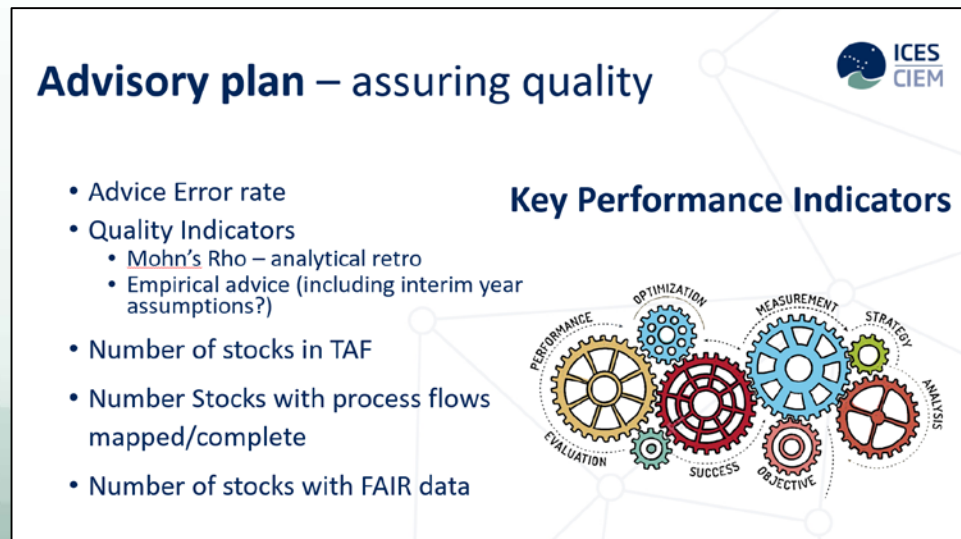 ICES
CIEM
Advisory plan – assuring quality
• Advice Error rate
• Quality Indicators
• Mohn's Rho – analytical retro
• Empirical advice (including interim year
assumptions?)
• Number of stocks in TAF
• Number Stocks with process flows
mapped/complete
• Number of stocks with FAIR data
Key Performance Indicators
PERFORMANCE
OPTIMIZATION
MEASUREMENT
STRATEGY
EVALUATION
SUCCESS
OBJECTIVE
ANALYSIS